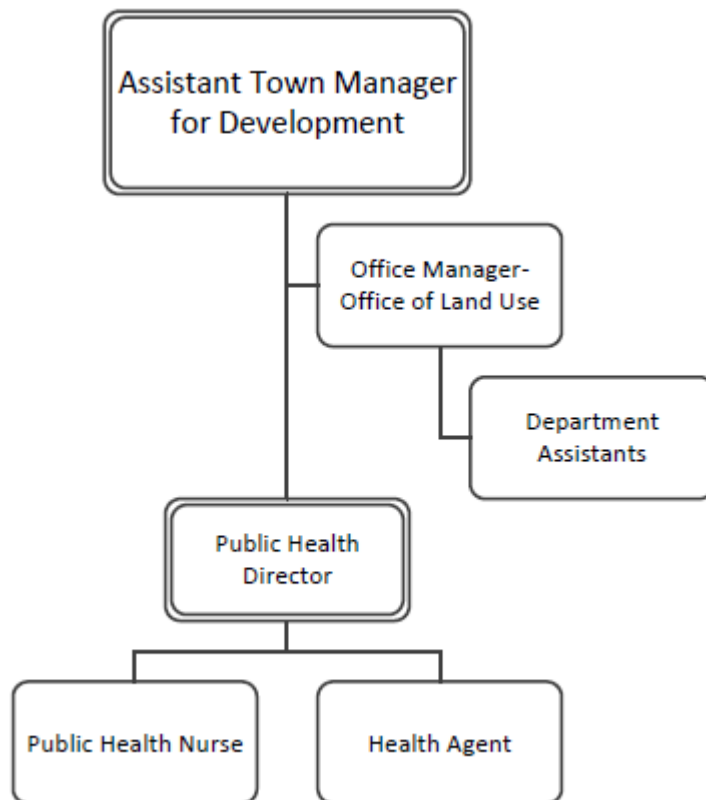 Assistant Town Manager
for Development
Office Manager-
Office of Land Use
Department
Assistants
Public Health
Director
Public Health Nurse
Health Agent